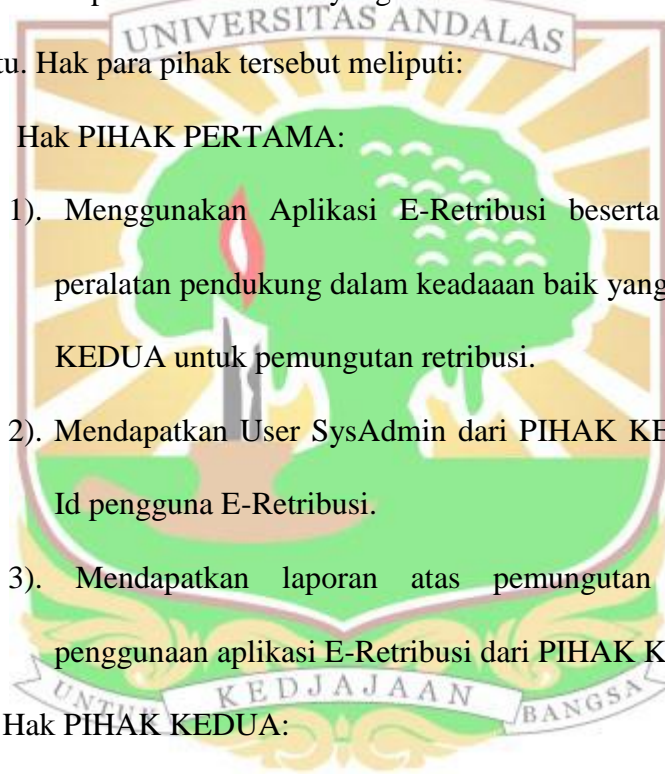 UNIVERSITAS ANDALAS
tu. Hak para pihak tersebut meliputi:
Hak PIHAK PERTAMA:
1). Menggunakan Aplikasi E-Retribusi beserta
peralatan pendukung dalam keadaaan baik yang
KEDUA untuk pemungutan retribusi.
2). Mendapatkan User SysAdmin dari PIHAK KE
Id pengguna E-Retribusi.
3). Mendapatkan laporan atas pemungutan
penggunaan aplikasi E-Retribusi dari PIHAK K
UNTUK KEDJAJAAN BANGSA
Hak PIHAK KEDUA: